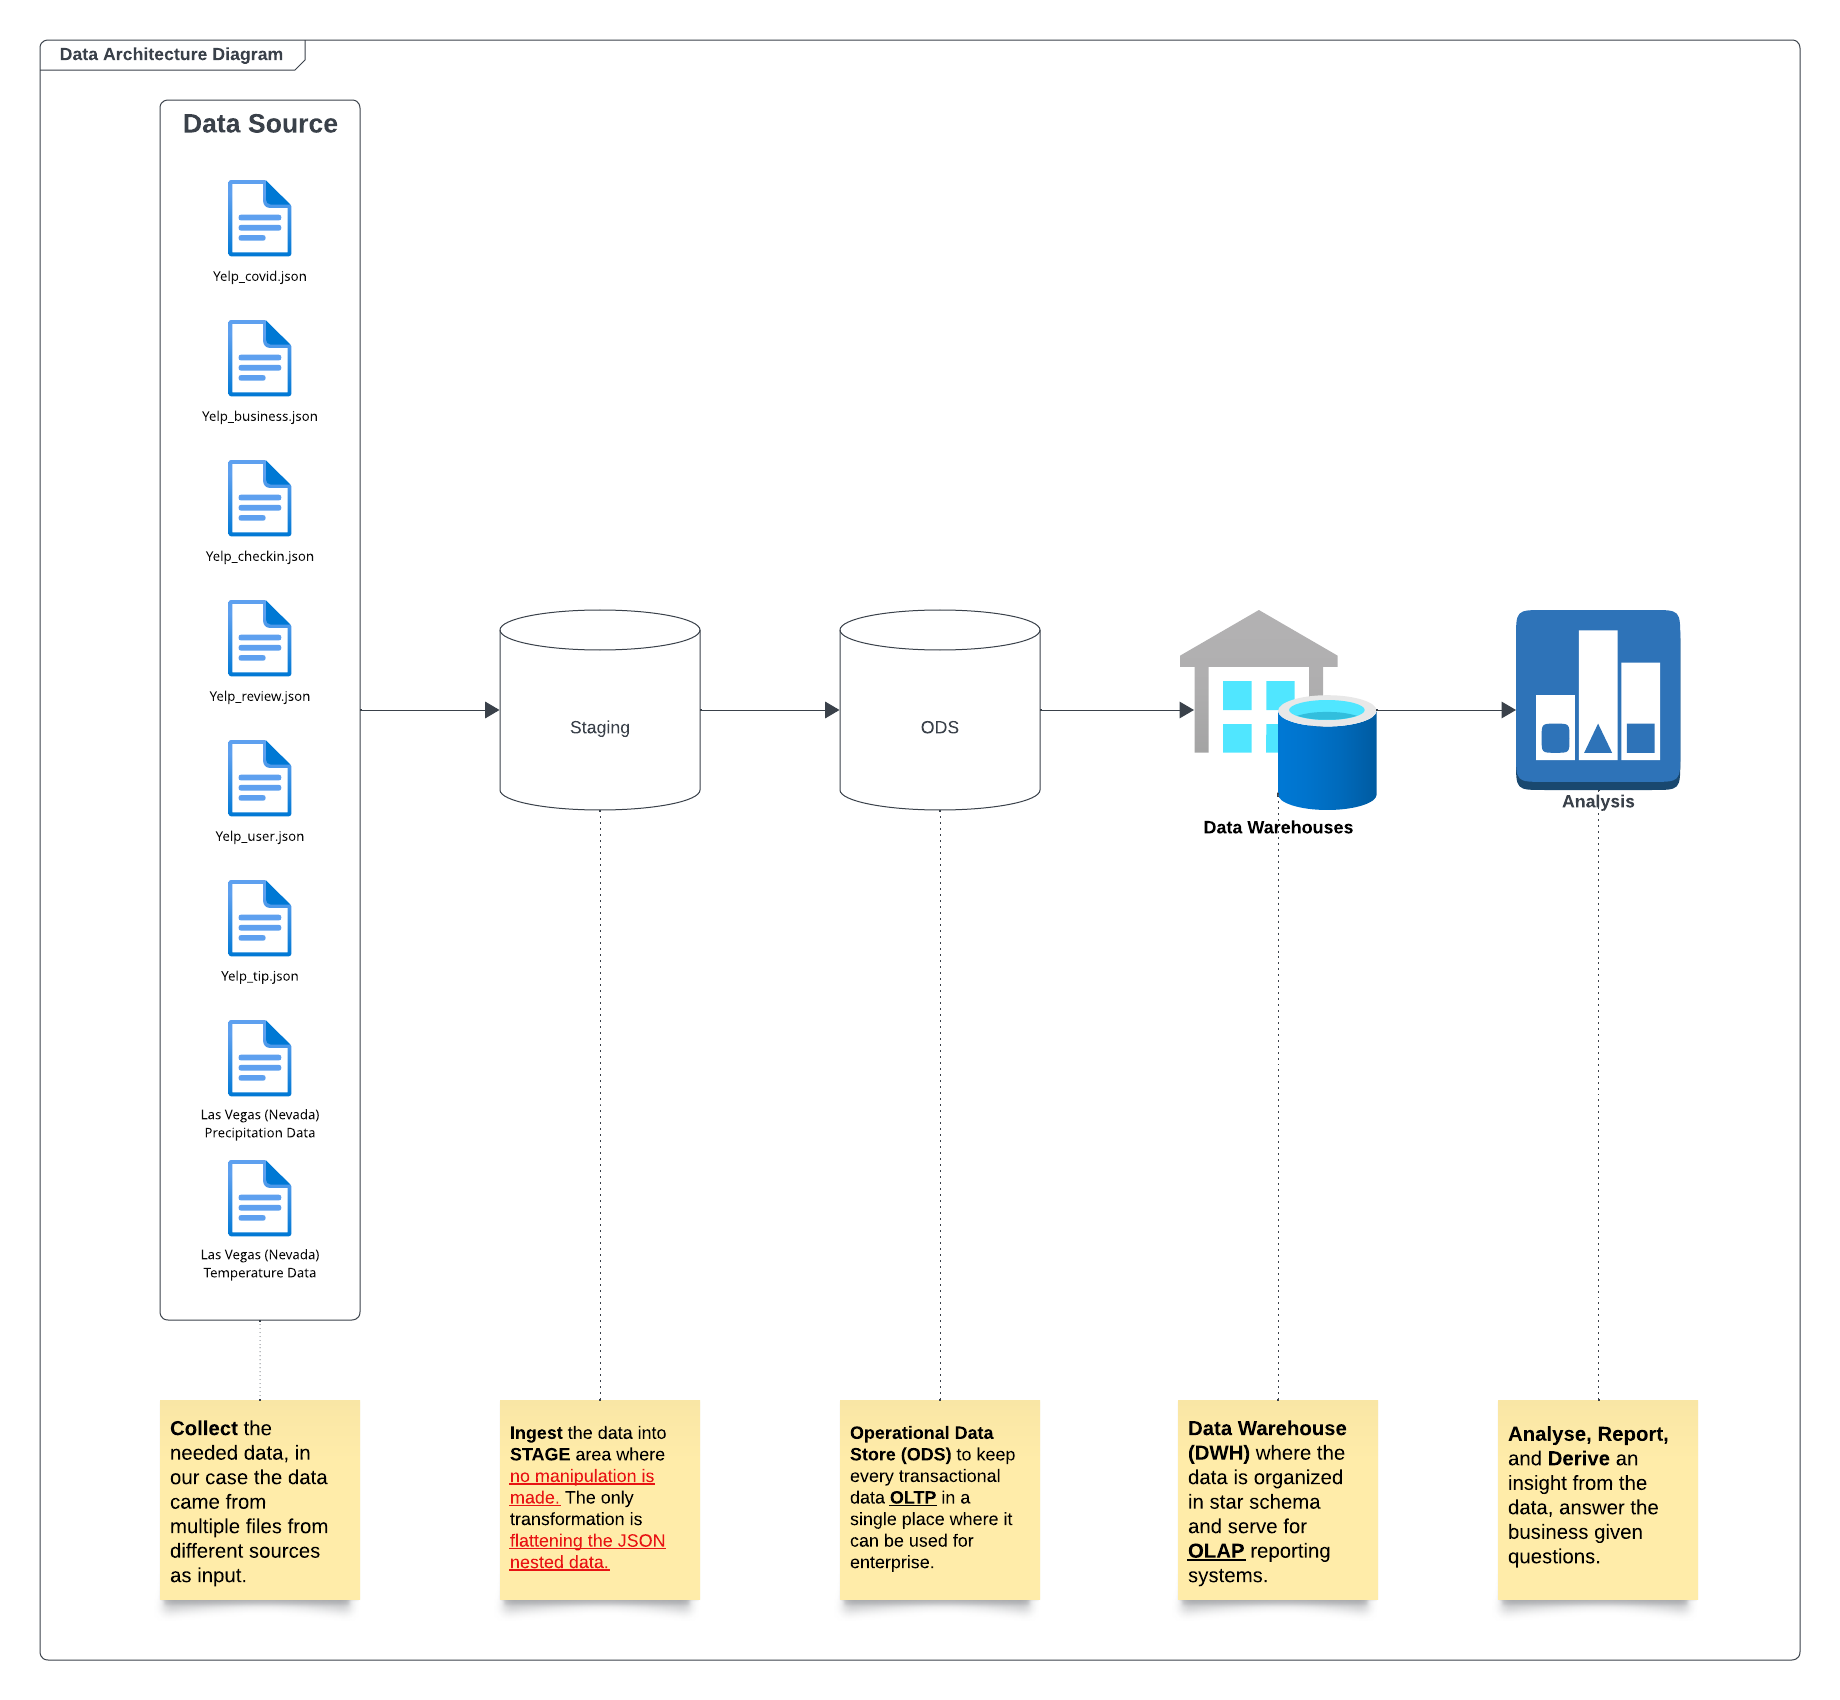 Data Architecture Diagram
Data Source
Yelp_covid.json
Yelp_business.json
Yelp_checkin.json
Yelp_review.json
Yelp_user.json
Yelp_tip.json
Las Vegas (Nevada)
Precipitation Data
Las Vegas (Nevada)
Temperature Data
Staging
ODS
Data Warehouses
Analysis
Collect the
needed data, in
our case the data
came from
multiple files from
different sources
as input.
Ingest the data into
STAGE area where
no manipulation is
made. The only
transformation is
flattening the JSON
nested data.
Operational Data
Store (ODS) to keep
every transactional
data OLTP in a
single place where it
can be used for
enterprise.
Data Warehouse
(DWH) where the
data is organized
in star schema
and serve for
OLAP reporting
systems.
Analyse, Report,
and Derive an
insight from the
data, answer the
business given
questions.